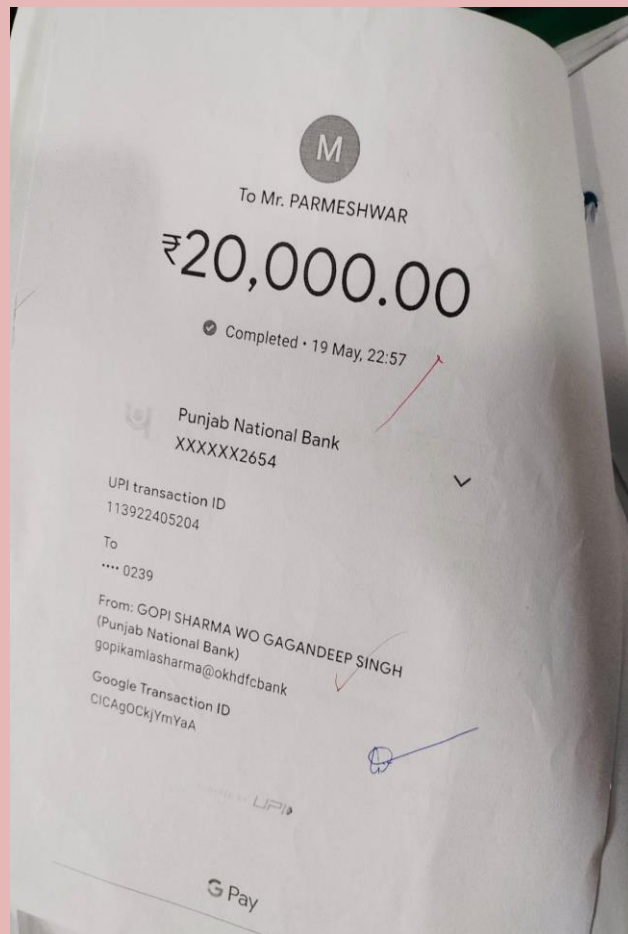 M
To Mr. PARMESHWAR
₹20,000.00
Completed • 19 May, 22:57
Punjab National Bank
XXXXXX2654
UPI transaction ID
113922405204
To
•••• 0239
From: GOPI SHARMA WO GAGANDEEP SINGH
(Punjab National Bank)
gopikamlasharma@okhdfcbank
Google Transaction ID
CICAgOCkjYmYaA
UPI
G Pay